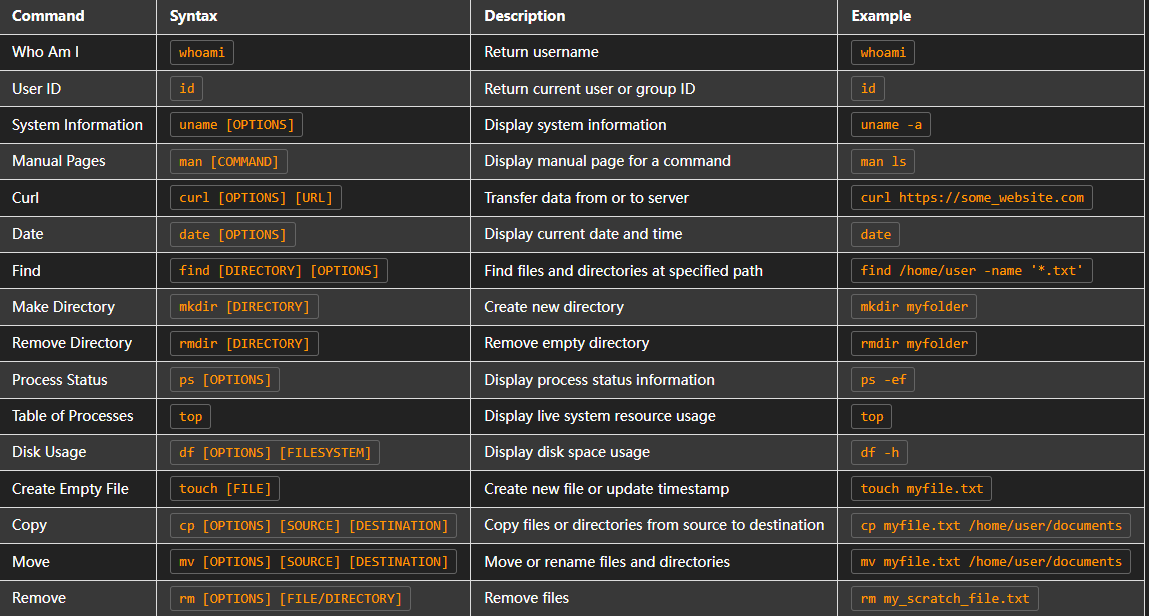 Command Syntax Description Example
Who Am I whoami Return username whoami
User ID id Return current user or group ID id
System Information uname [OPTIONS] Display system information uname -a
Manual Pages man [COMMAND] Display manual page for a command man ls
Curl curl [OPTIONS] [URL] Transfer data from or to server curl https://some_website.com
Date date [OPTIONS] Display current date and time date
Find find [DIRECTORY] [OPTIONS] Find files and directories at specified path find /home/user -name '*.txt'
Make Directory mkdir [DIRECTORY] Create new directory mkdir myfolder
Remove Directory rmdir [DIRECTORY] Remove empty directory rmdir myfolder
Process Status ps [OPTIONS] Display process status information ps -ef
Table of Processes top Display live system resource usage top
Disk Usage df [OPTIONS] [FILESYSTEM] Display disk space usage df -h
Create Empty File touch [FILE] Create new file or update timestamp touch myfile.txt
Copy cp [OPTIONS] [SOURCE] [DESTINATION] Copy files or directories from source to destination cp myfile.txt /home/user/documents
Move mv [OPTIONS] [SOURCE] [DESTINATION] Move or rename files and directories mv myfile.txt /home/user/documents
Remove rm [OPTIONS] [FILE/DIRECTORY] Remove files rm my_scratch_file.txt